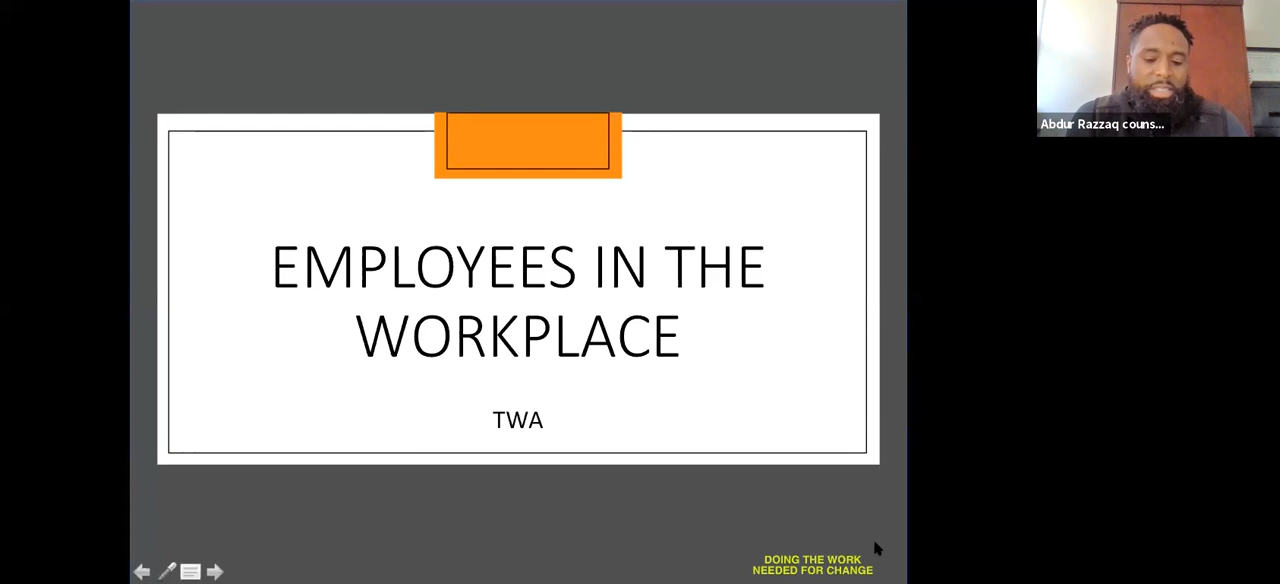 Abdur Razzaq couns...
EMPLOYEES IN THE
WORKPLACE
TWA
DOING THE WORK
NEEDED FOR CHANGE